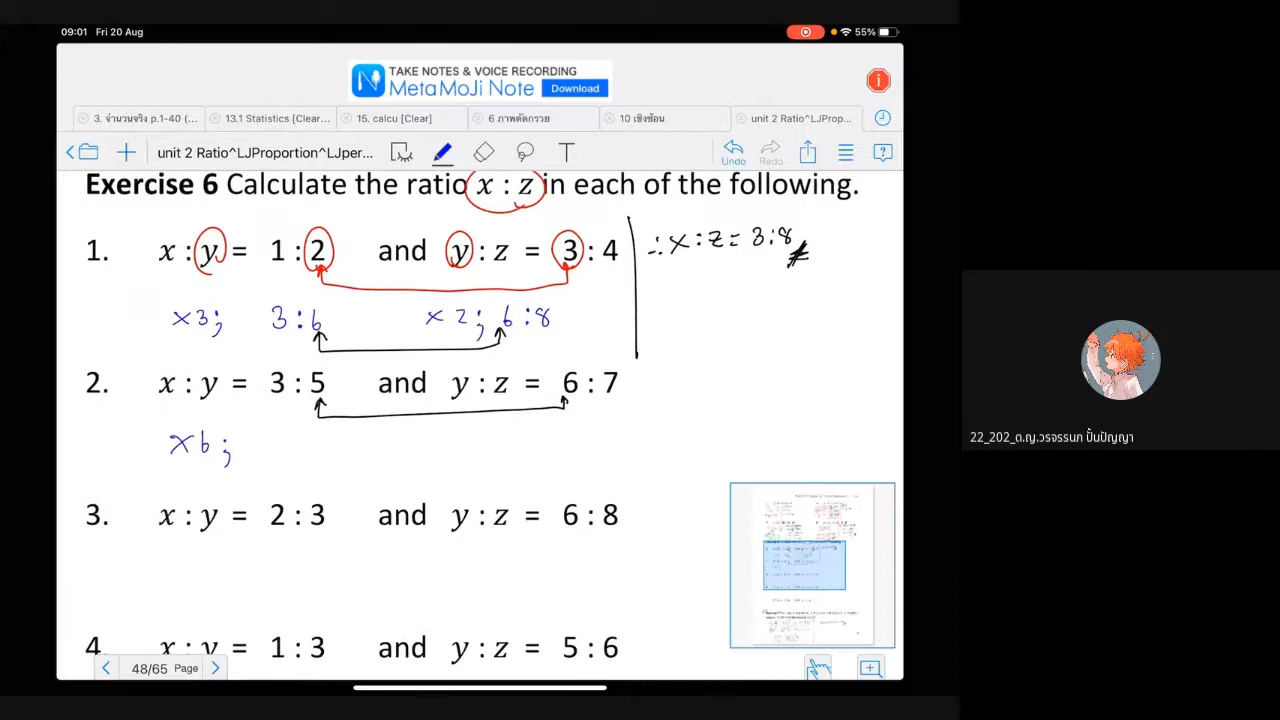 09:01 Fri 20 Aug
55%
TAKE NOTES & VOICE RECORDING
MetaMoJi Note Download
3. จำนวนจริง p.1-40 (...
13.1 Statistics [Clear...
15. calcu [Clear]
6 ภาพตัดกรวย
10 เชิงซ้อน
unit 2 Ratio^LJProp...
unit 2 Ratio^LJProportion^LJper...
Undo Redo
Exercise 6 Calculate the ratio x : z in each of the following.
1. x : y = 1 : 2 and y : z = 3 : 4
∴ x : z = 3:8
×3; 3 : 6 ×2; 6 : 8
2. x : y = 3 : 5 and y : z = 6 : 7
×6;
3. x : y = 2 : 3 and y : z = 6 : 8
4. x : y = 1 : 3 and y : z = 5 : 6
48/65 Page
22_202_ด.ญ.วรจรรนภ ปั้นปัญญา